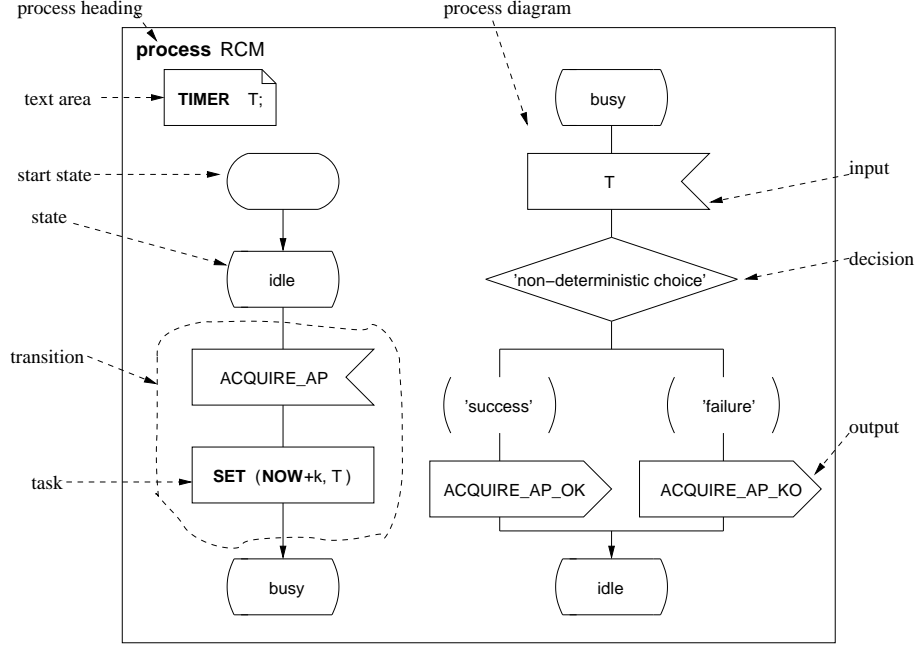 process heading
process diagram
process RCM
text area
TIMER T;
busy
start state
T
input
state
idle
'non−deterministic choice'
decision
transition
ACQUIRE_AP
'success'
'failure'
output
task
SET (NOW+k, T )
ACQUIRE_AP_OK
ACQUIRE_AP_KO
busy
idle